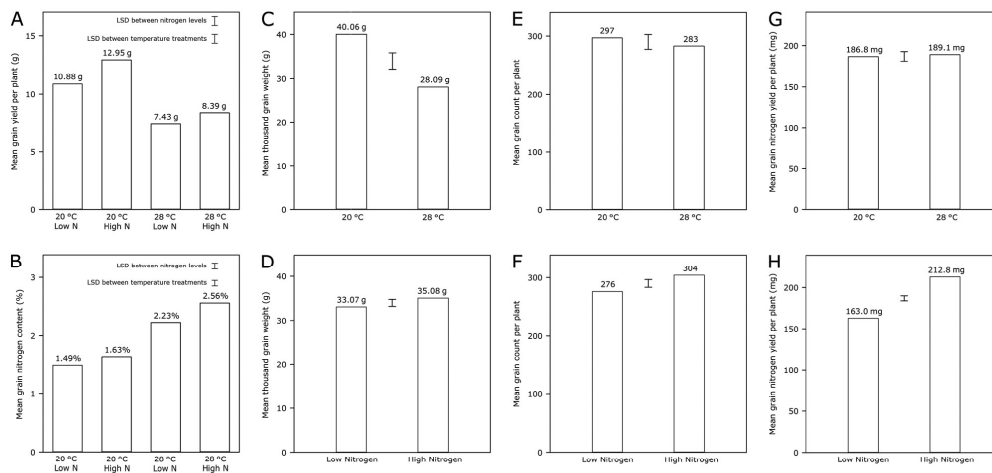 A
LSD between nitrogen levels
LSD between temperature treatments
Mean grain yield per plant (g)
15
10
5
0
10.88 g
12.95 g
7.43 g
8.39 g
20 °C
Low N
20 °C
High N
28 °C
Low N
28 °C
High N
C
Mean thousand grain weight (g)
40
30
20
10
0
40.06 g
28.09 g
20 °C
28 °C
E
Mean grain count per plant
300
200
100
0
297
283
20 °C
28 °C
G
Mean grain nitrogen yield per plant (mg)
200
150
100
50
0
186.8 mg
189.1 mg
20 °C
28 °C
B
LSD between nitrogen levels
LSD between temperature treatments
Mean grain nitrogen content (%)
3
2
1
0
1.49%
1.63%
2.23%
2.56%
20 °C
Low N
20 °C
High N
28 °C
Low N
28 °C
High N
D
Mean thousand grain weight (g)
40
30
20
10
0
33.07 g
35.08 g
Low Nitrogen
High Nitrogen
F
Mean grain count per plant
300
200
100
0
276
304
Low Nitrogen
High Nitrogen
H
Mean grain nitrogen yield per plant (mg)
200
150
100
50
0
163.0 mg
212.8 mg
Low Nitrogen
High Nitrogen